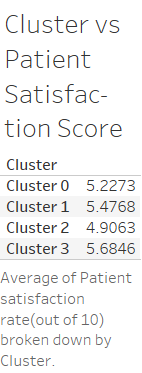 Cluster vs
Patient
Satisfac-
tion Score
Cluster
Cluster 0 5.2273
Cluster 1 5.4768
Cluster 2 4.9063
Cluster 3 5.6846
Average of Patient
satisfaction
rate(out of 10)
broken down by
Cluster.